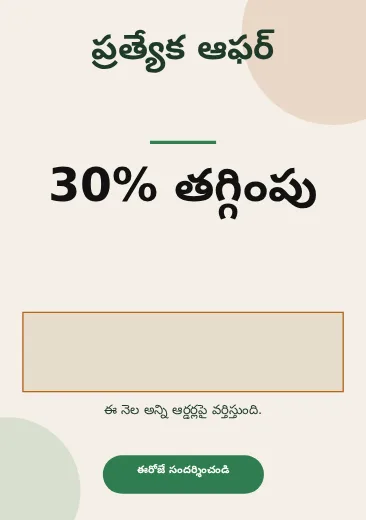 ప్రత్యేక ఆఫర్
30% తగ్గింపు
ఈ నెల అన్ని ఆర్డర్లపై వర్తిస్తుంది.
ఈరోజే సందర్శించండి